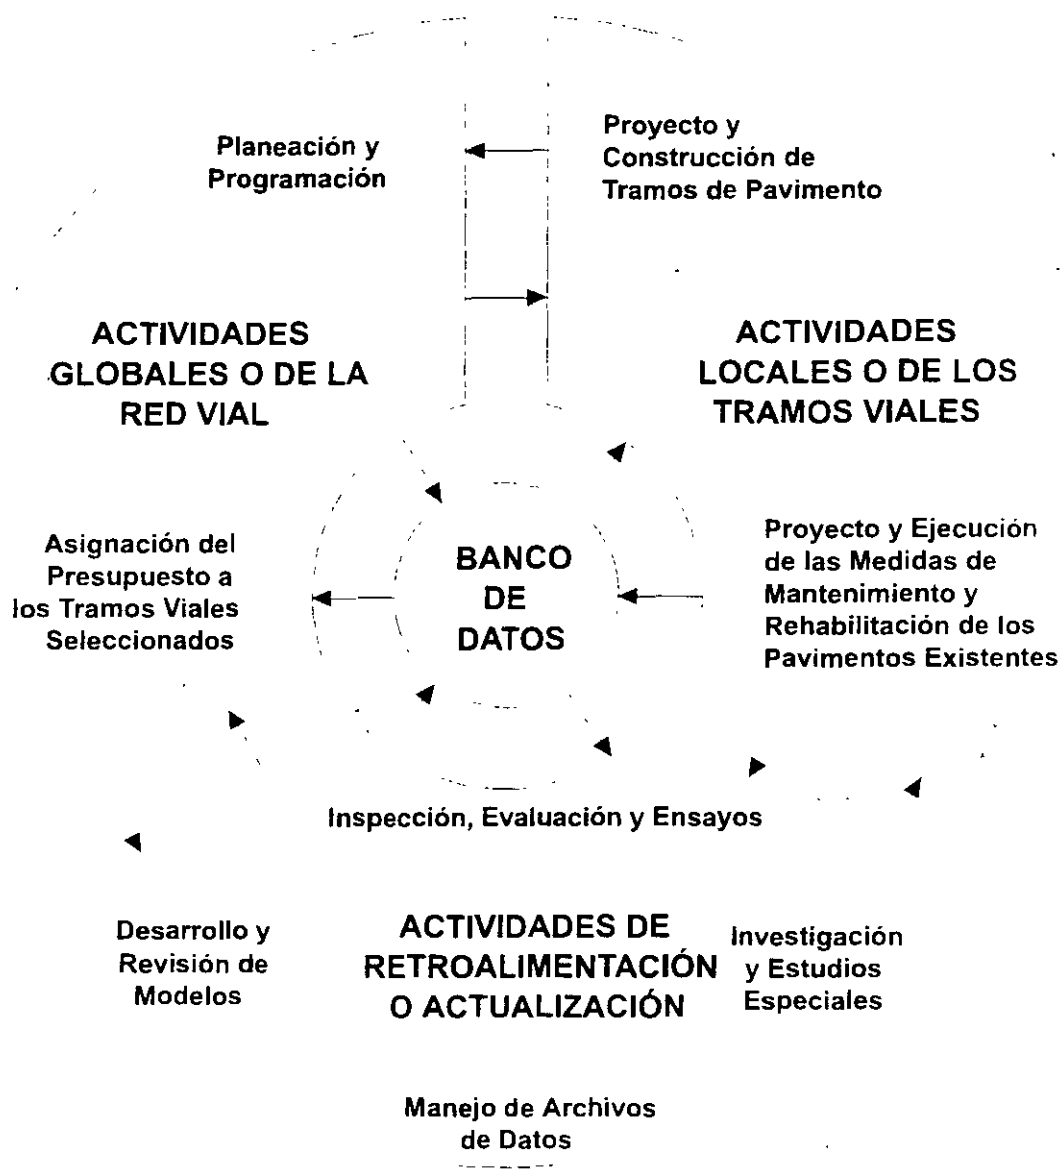 Planeación y
Programación
Proyecto y
Construcción de
Tramos de Pavimento
ACTIVIDADES
GLOBALES O DE LA
RED VIAL
ACTIVIDADES
LOCALES O DE LOS
TRAMOS VIALES
Asignación del
Presupuesto a
los Tramos Viales
Seleccionados
BANCO
DE
DATOS
Proyecto y Ejecución
de las Medidas de
Mantenimiento y
Rehabilitación de los
Pavimentos Existentes
Inspección, Evaluación y Ensayos
Desarrollo y
Revisión de
Modelos
ACTIVIDADES DE
RETROALIMENTACIÓN
O ACTUALIZACIÓN
Investigación
y Estudios
Especiales
Manejo de Archivos
de Datos